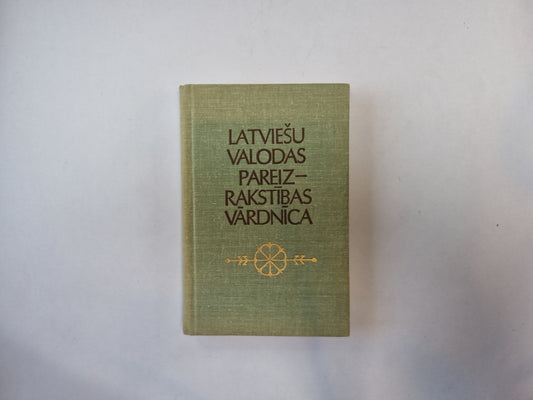 LATVIEŠU
VALODAS
PAREIZ–
RAKSTĪBAS
VĀRDNĪCA